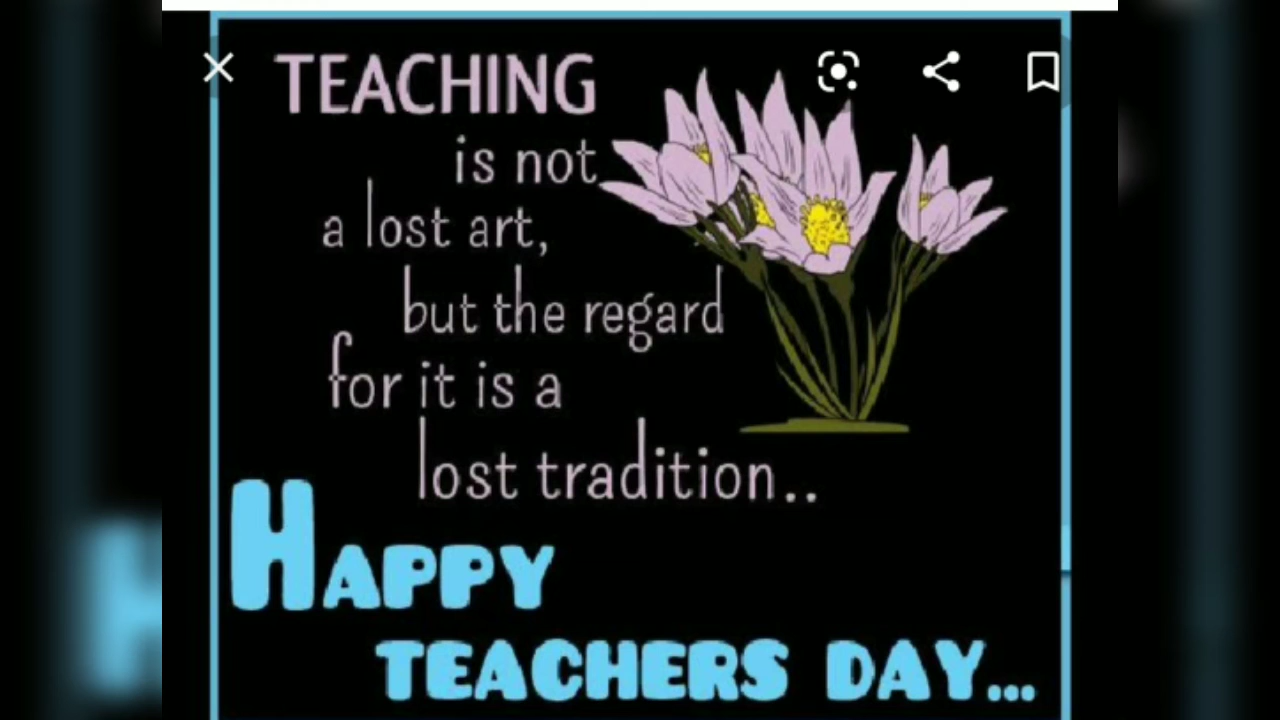 TEACHING
is not
a lost art,
but the regard
for it is a
lost tradition..
HAPPY
TEACHERS DAY...